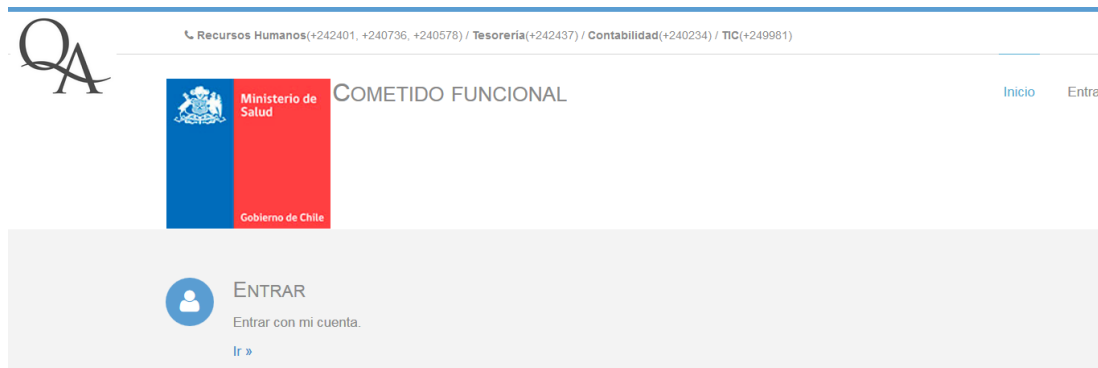 QA
Recursos Humanos(+242401, +240736, +240578) / Tesorería(+242437) / Contabilidad(+240234) / TIC(+249981)
Ministerio de
Salud
Gobierno de Chile
COMETIDO FUNCIONAL
Inicio Entra
ENTRAR
Entrar con mi cuenta.
Ir »